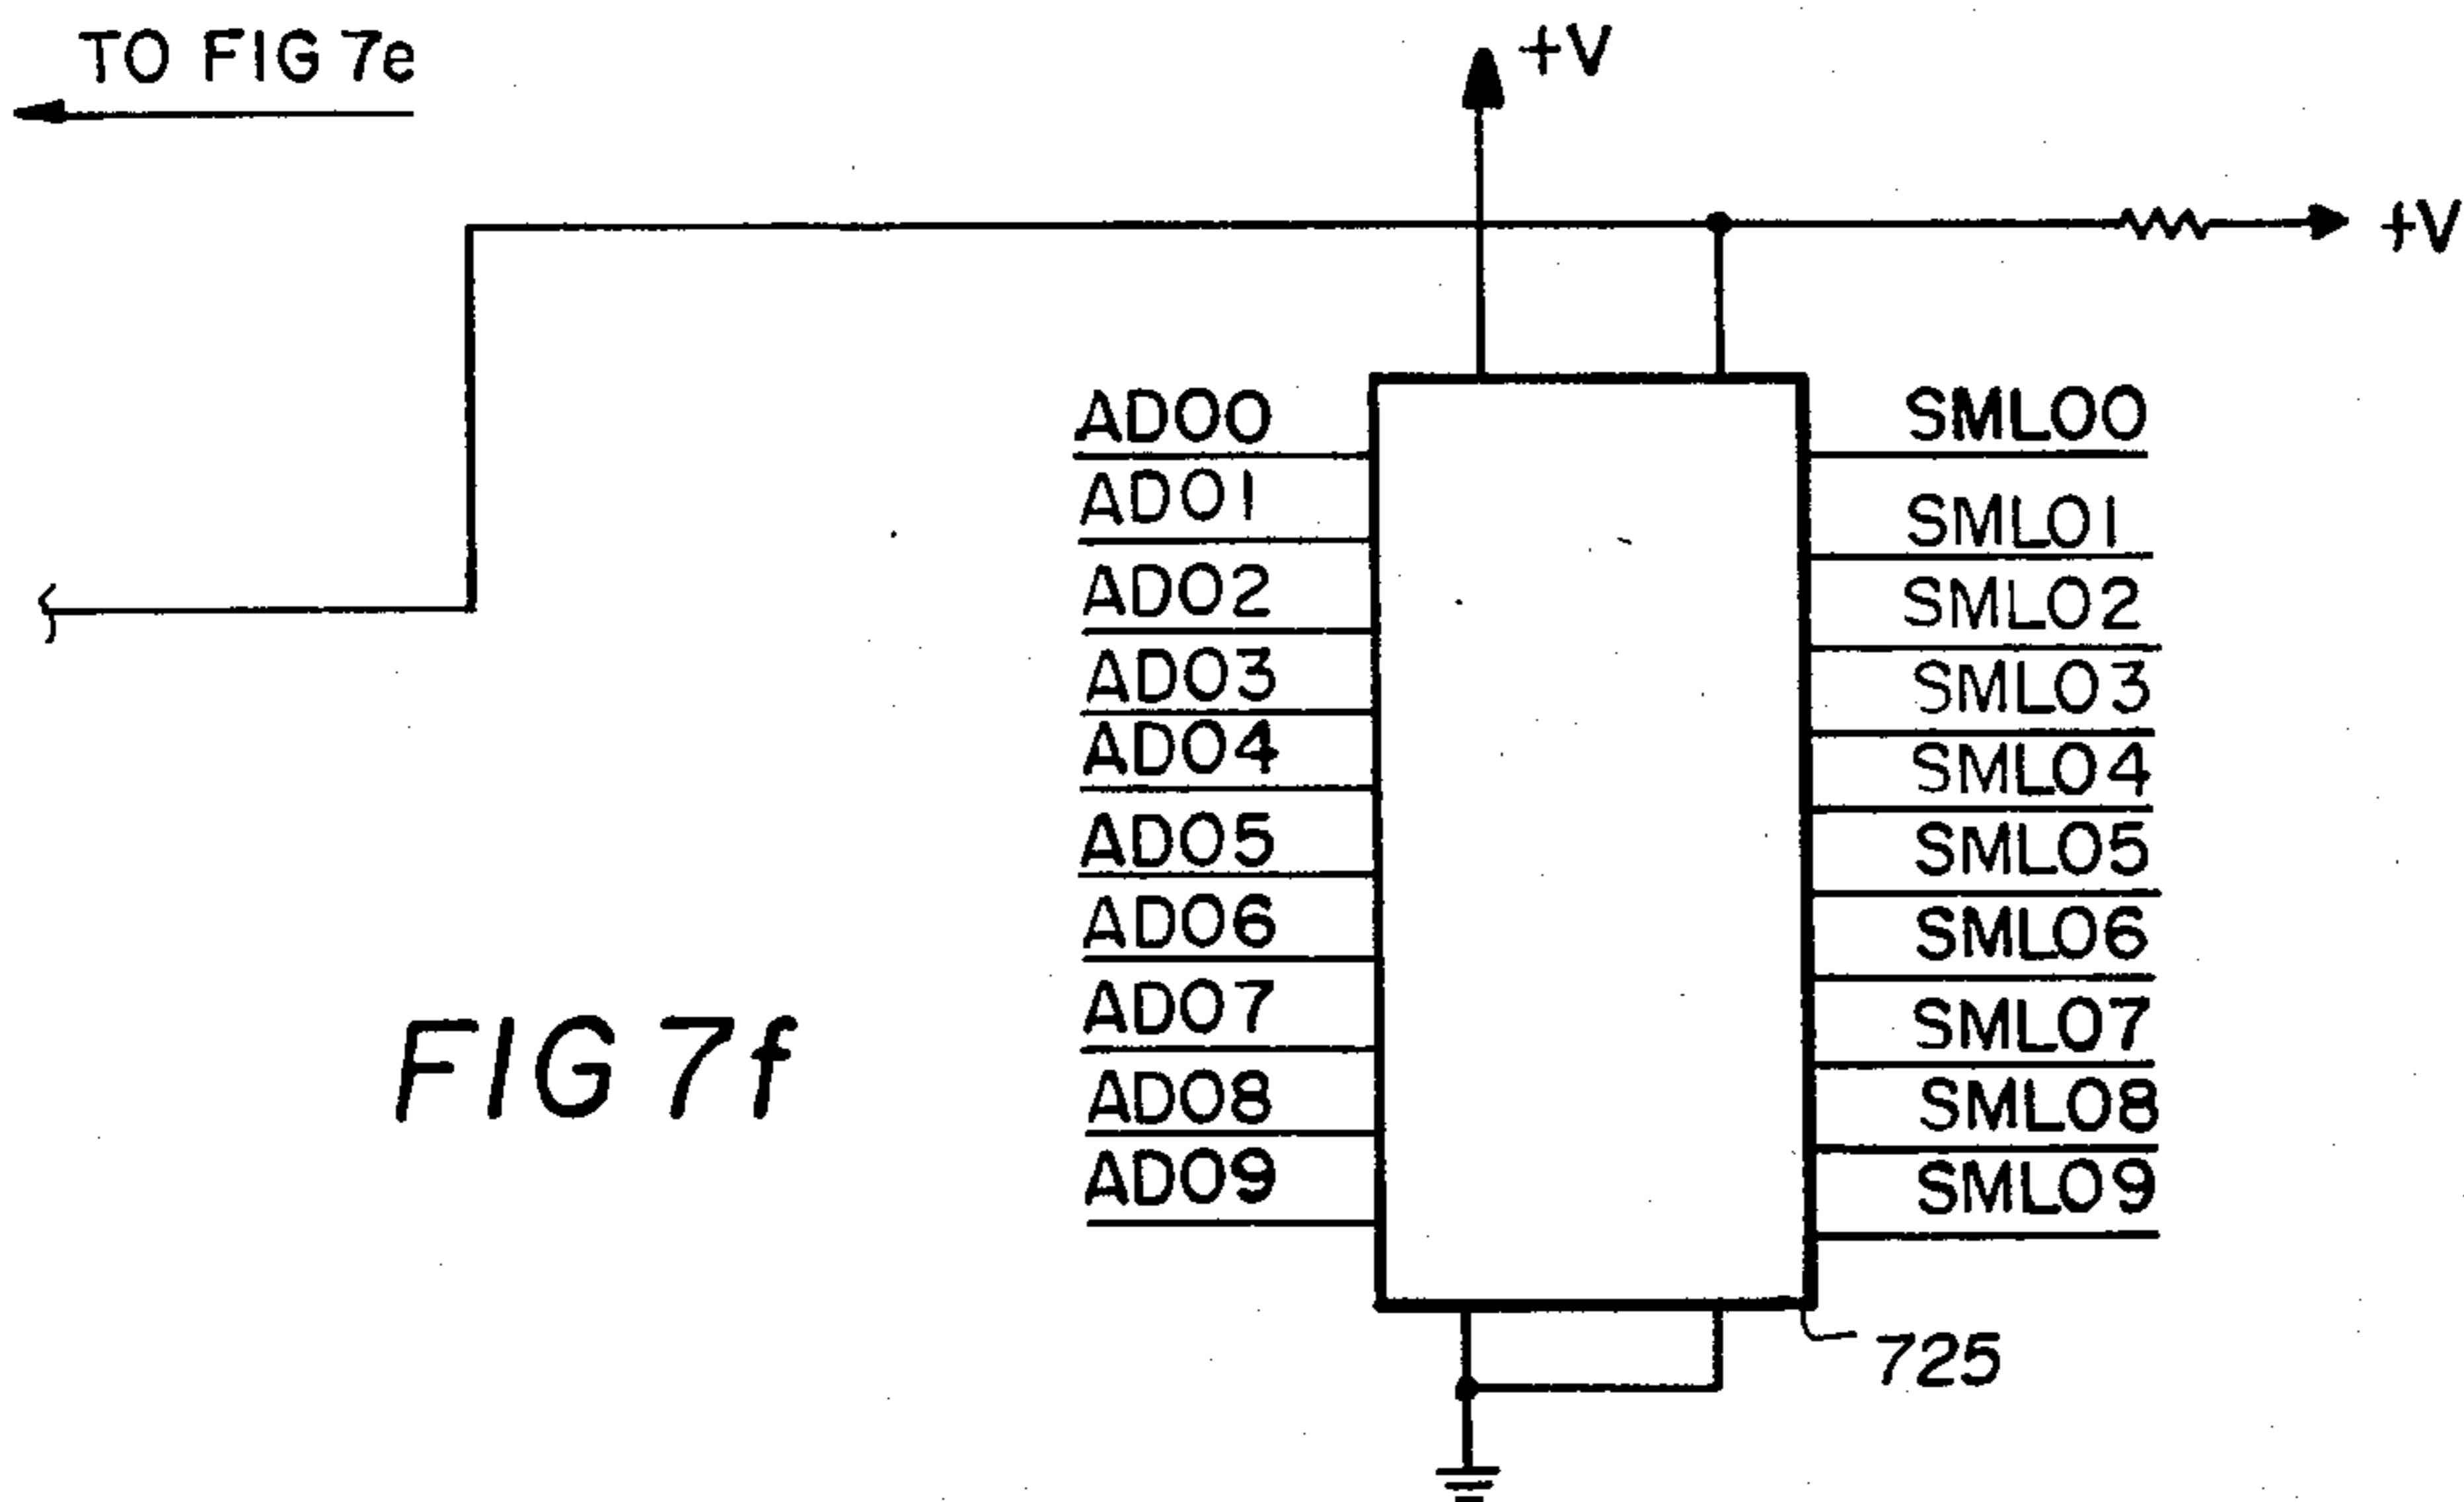 TO FIG 7e
+V
+V
AD00
AD01
AD02
AD03
AD04
AD05
AD06
AD07
AD08
AD09
SML00
SML01
SML02
SML03
SML04
SML05
SML06
SML07
SML08
SML09
FIG 7f
725